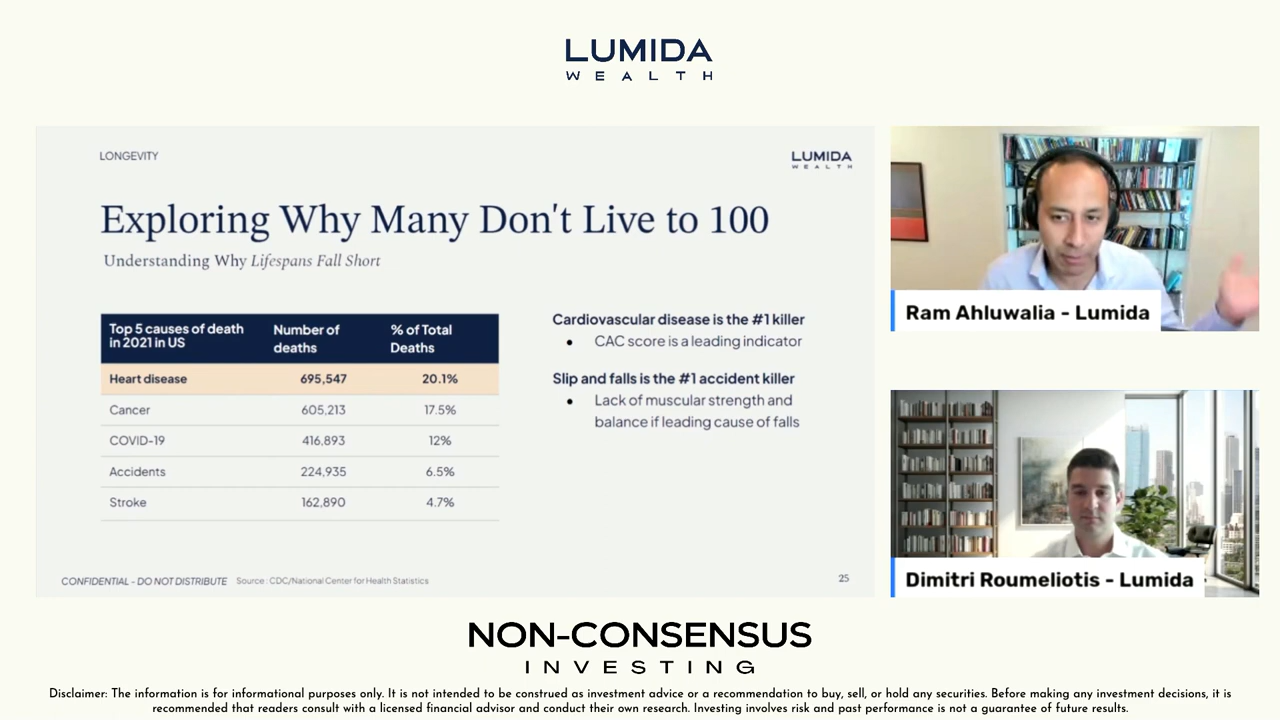 LUMIDA
WEALTH
LONGEVITY
LUMIDA
WEALTH
Exploring Why Many Don't Live to 100
Understanding Why Lifespans Fall Short
Top 5 causes of death
in 2021 in US
Number of
deaths
% of Total
Deaths
Heart disease 695,547 20.1%
Cancer 605,213 17.5%
COVID-19 416,893 12%
Accidents 224,935 6.5%
Stroke 162,890 4.7%
Cardiovascular disease is the #1 killer
• CAC score is a leading indicator
Slip and falls is the #1 accident killer
• Lack of muscular strength and
balance if leading cause of falls
CONFIDENTIAL - DO NOT DISTRIBUTE Source : CDC/National Center for Health Statistics
25
Ram Ahluwalia - Lumida
Dimitri Roumeliotis - Lumida
NON-CONSENSUS
INVESTING
Disclaimer: The information is for informational purposes only. It is not intended to be construed as investment advice or a recommendation to buy, sell, or hold any securities. Before making any investment decisions, it is
recommended that readers consult with a licensed financial advisor and conduct their own research. Investing involves risk and past performance is not a guarantee of future results.